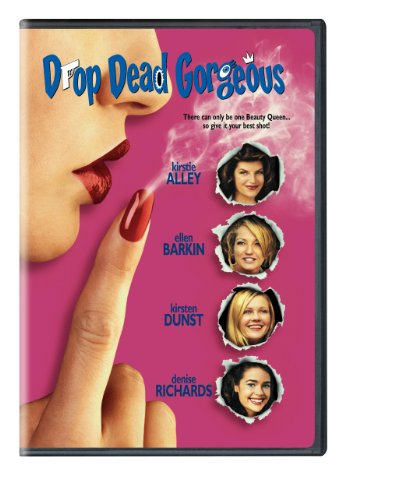 Drop Dead Gorgeous
There can only be one Beauty Queen...
so give it your best shot!
kirstie
ALLEY
ellen
BARKIN
kirsten
DUNST
denise
RICHARDS